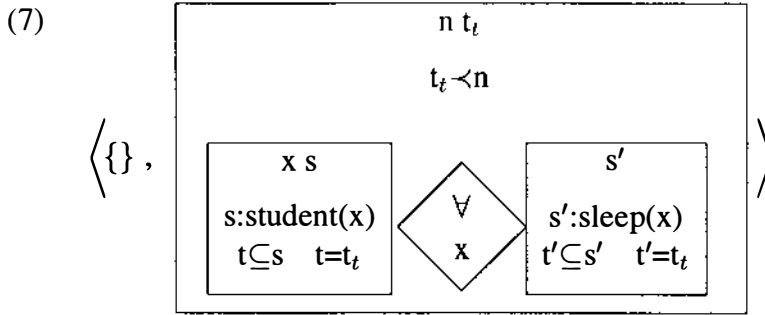 (7)
n t_t
t_t ≺ n
⟨{} ,
x s
s:student(x)
t⊆s t=t_t
∀
x
s′
s′:sleep(x)
t′⊆s′ t′=t_t
⟩